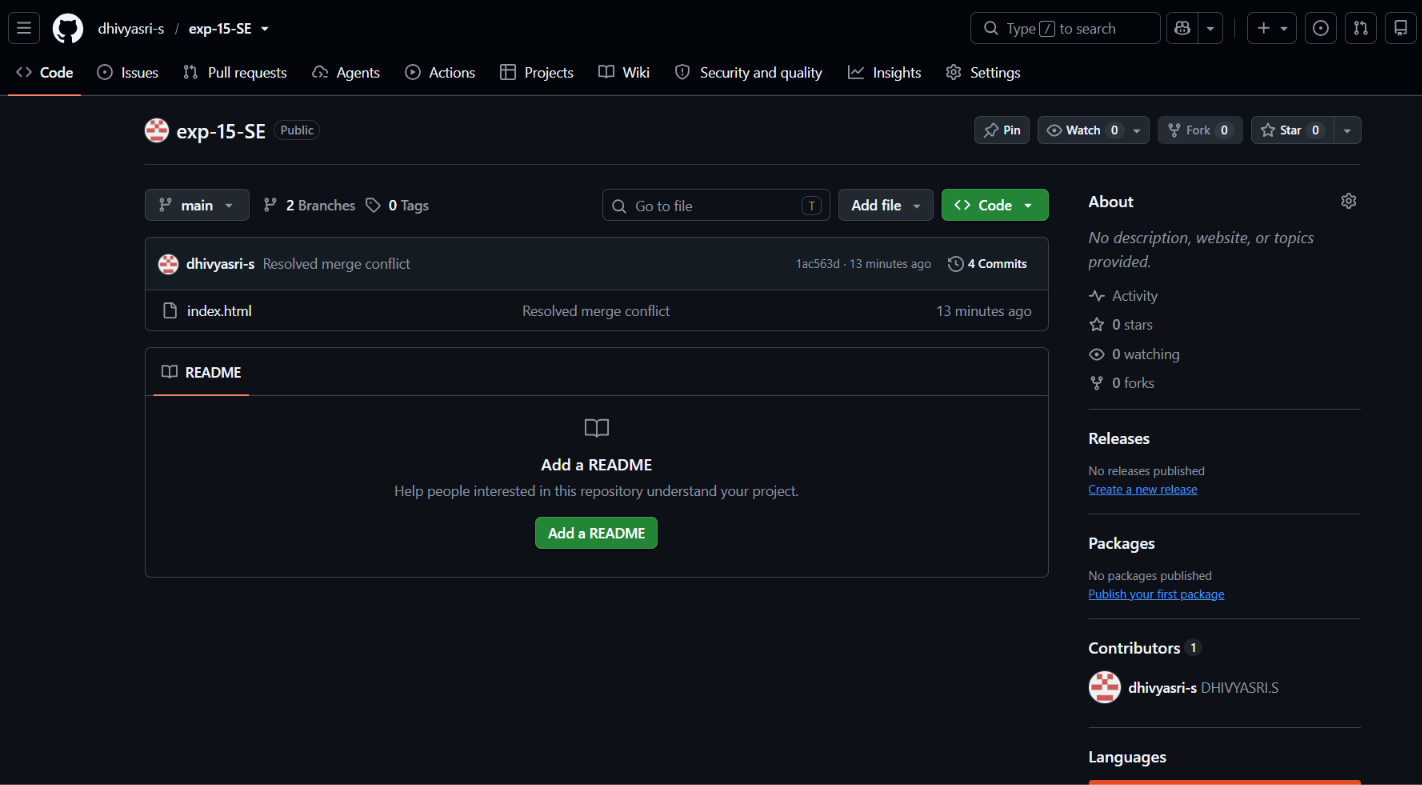 dhivyasri-s / exp-15-SE
Type / to search
Code Issues Pull requests Agents Actions Projects Wiki Security and quality Insights Settings
exp-15-SE Public
Pin Watch 0 Fork 0 Star 0
main 2 Branches 0 Tags
Go to file T
Add file Code
dhivyasri-s Resolved merge conflict 1ac563d · 13 minutes ago 4 Commits
index.html Resolved merge conflict 13 minutes ago
README
Add a README
Help people interested in this repository understand your project.
Add a README
About
No description, website, or topics
provided.
Activity
0 stars
0 watching
0 forks
Releases
No releases published
Create a new release
Packages
No packages published
Publish your first package
Contributors 1
dhivyasri-s DHIVYASRI.S
Languages